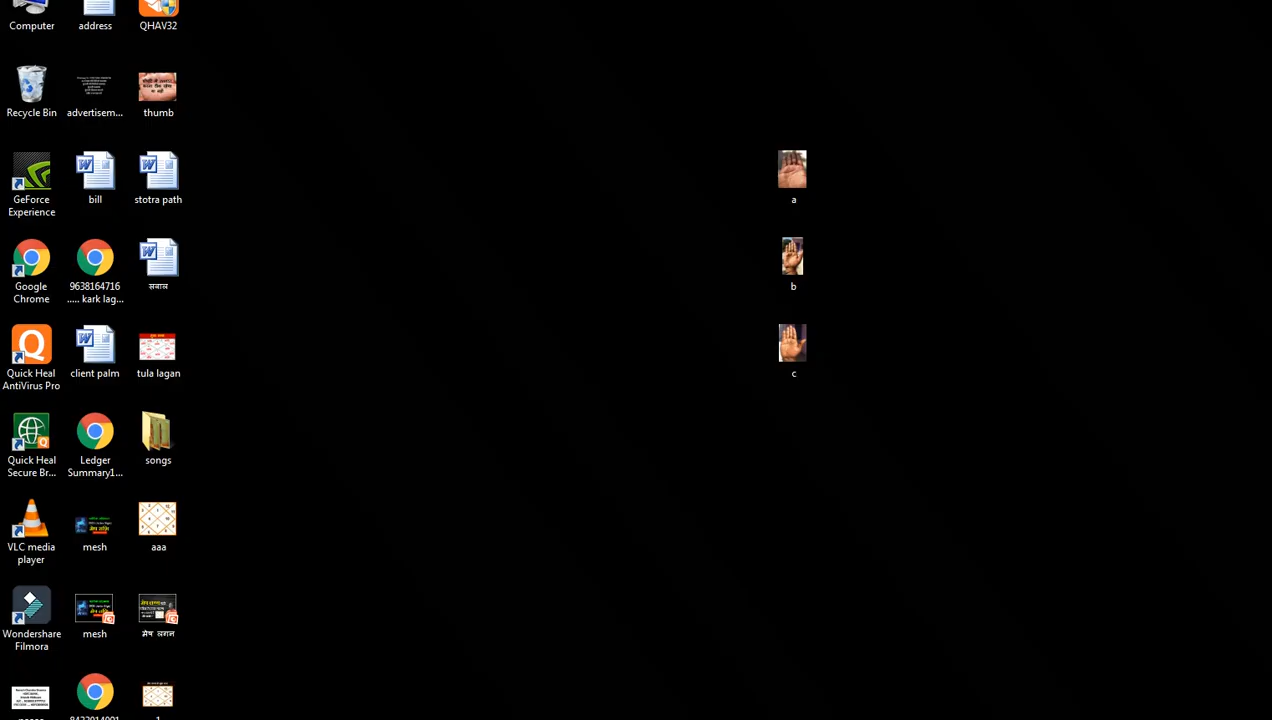 Computer
address
QHAV32
Recycle Bin
advertisem...
thumb
GeForce
Experience
bill
stotra path
a
Google
Chrome
9638164716
..... kark lag...
सवाल
b
Quick Heal
AntiVirus Pro
client palm
tula lagan
c
Quick Heal
Secure Br...
Ledger
Summary1...
songs
VLC media
player
mesh
aaa
Wondershare
Filmora
mesh
मेष लगन